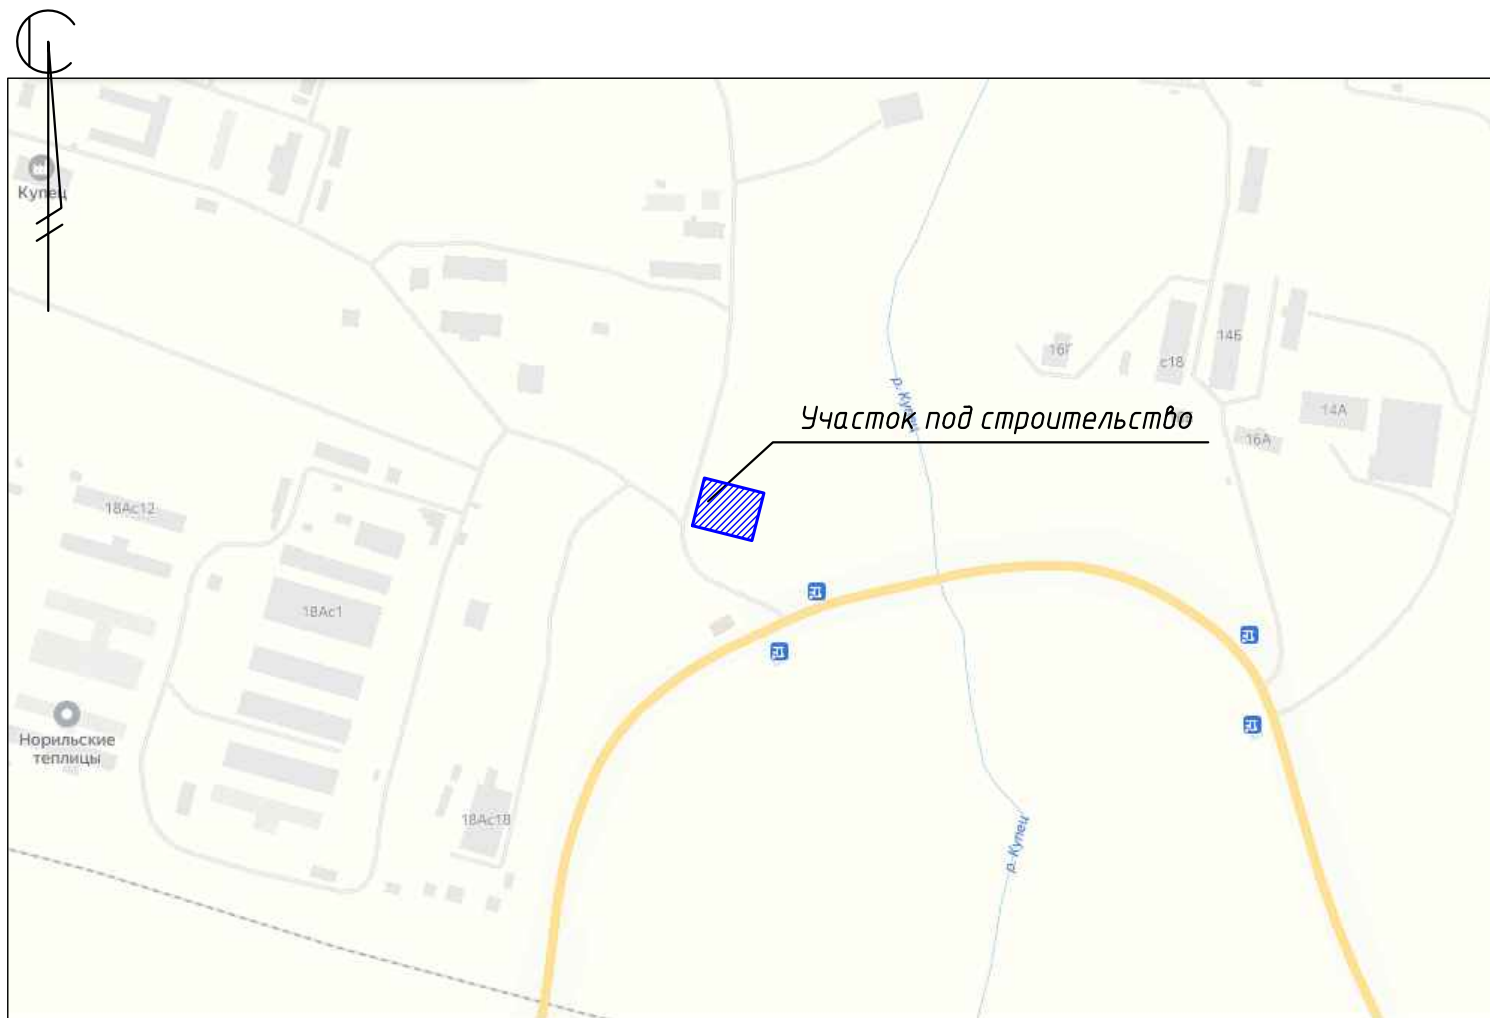 С
Купец
14Б
16Г
с18
р. Купец
14А
Участок под строительство
16А
18Ас12
18Ас1
Норильские
теплицы
18Ас18
р. Купец